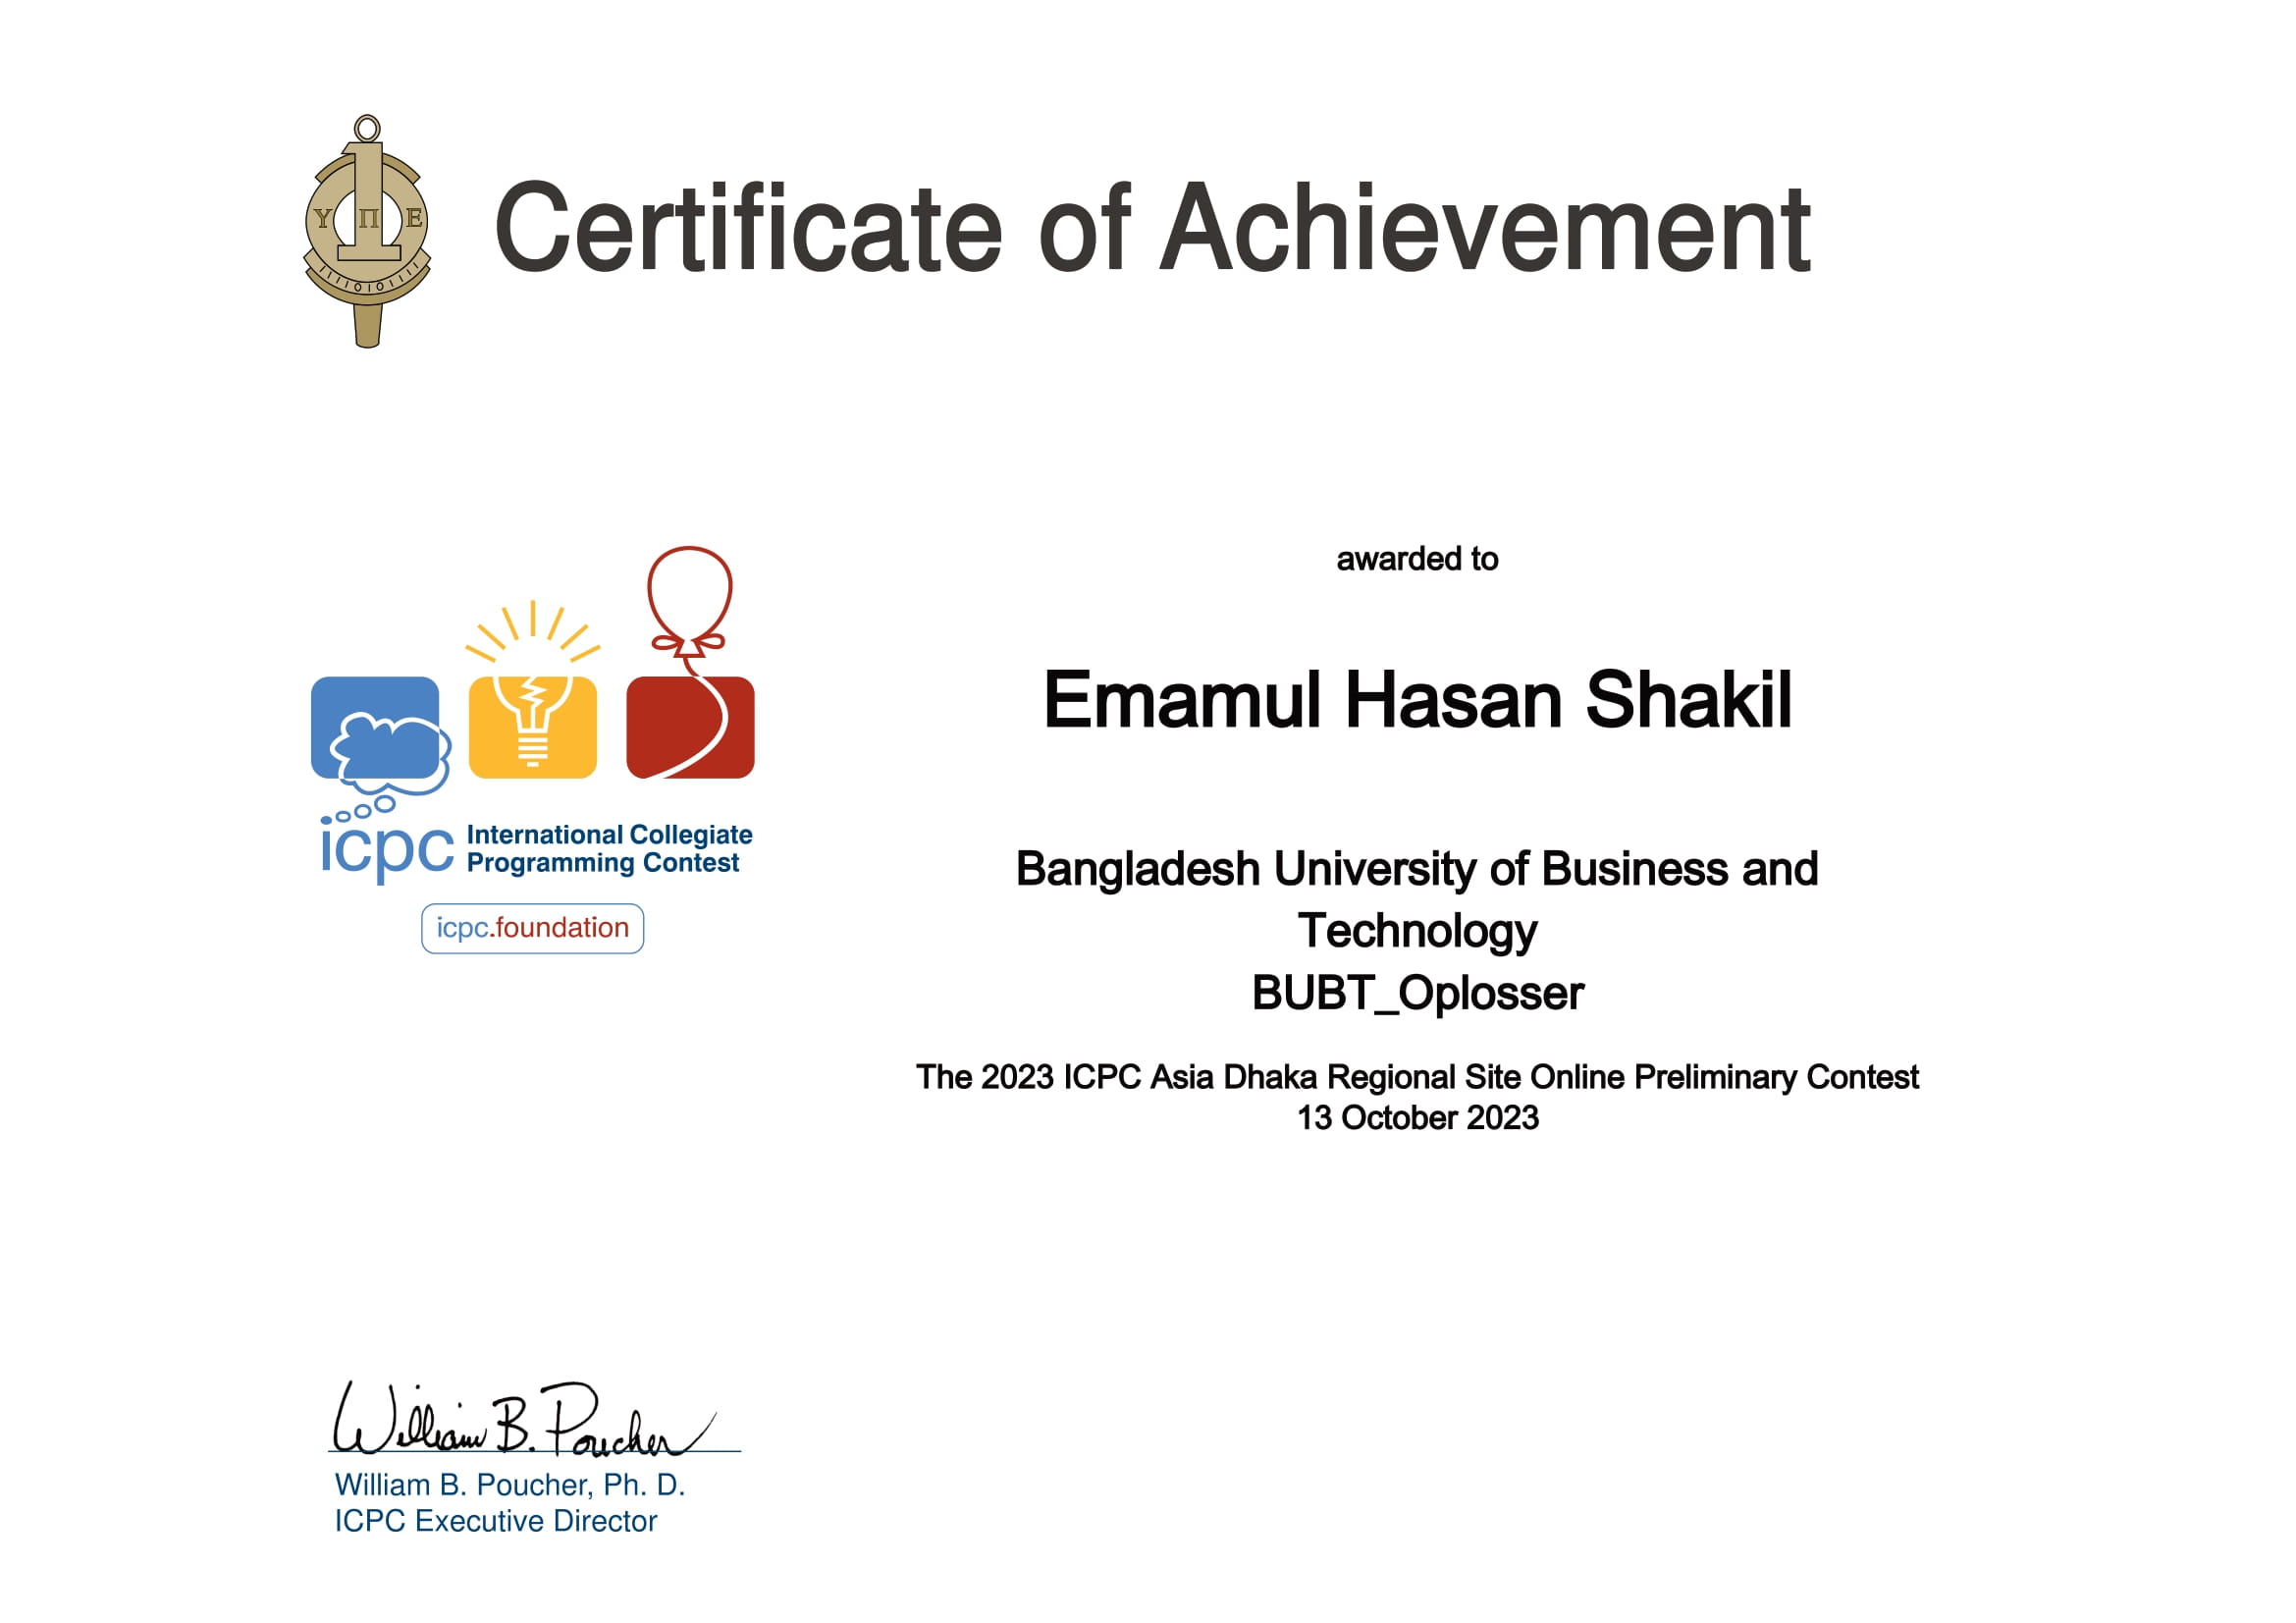 Υ Π Ε
Certificate of Achievement
awarded to
Emamul Hasan Shakil
Bangladesh University of Business and
Technology
BUBT_Oplosser
The 2023 ICPC Asia Dhaka Regional Site Online Preliminary Contest
13 October 2023
icpc International Collegiate
Programming Contest
icpc.foundation
William B. Poucher
William B. Poucher, Ph. D.
ICPC Executive Director